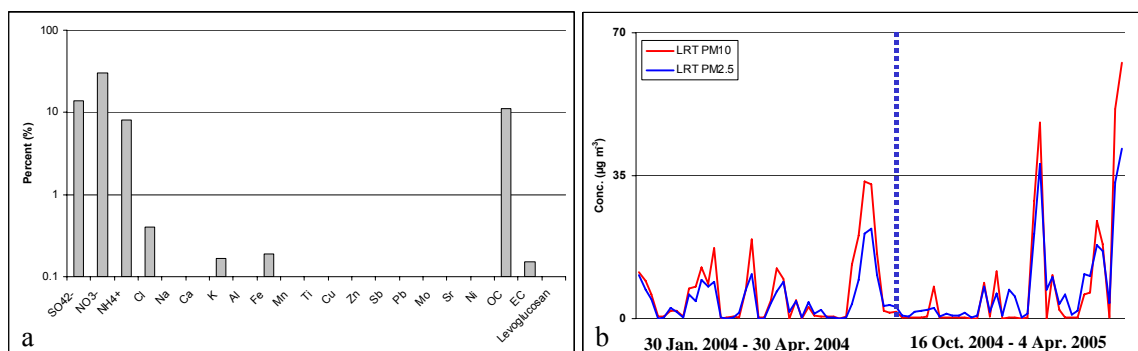 100
10
1
0.1
Percent (%)
SO42-
NO3-
NH4+
Cl
Na
Ca
K
Al
Fe
Mn
Ti
Cu
Zn
Sb
Pb
Mo
Sr
Ni
OC
EC
Levoglucosan
a
70
35
0
Conc. (µg m-3)
LRT PM10
LRT PM2.5
30 Jan. 2004 - 30 Apr. 2004
16 Oct. 2004 - 4 Apr. 2005
b